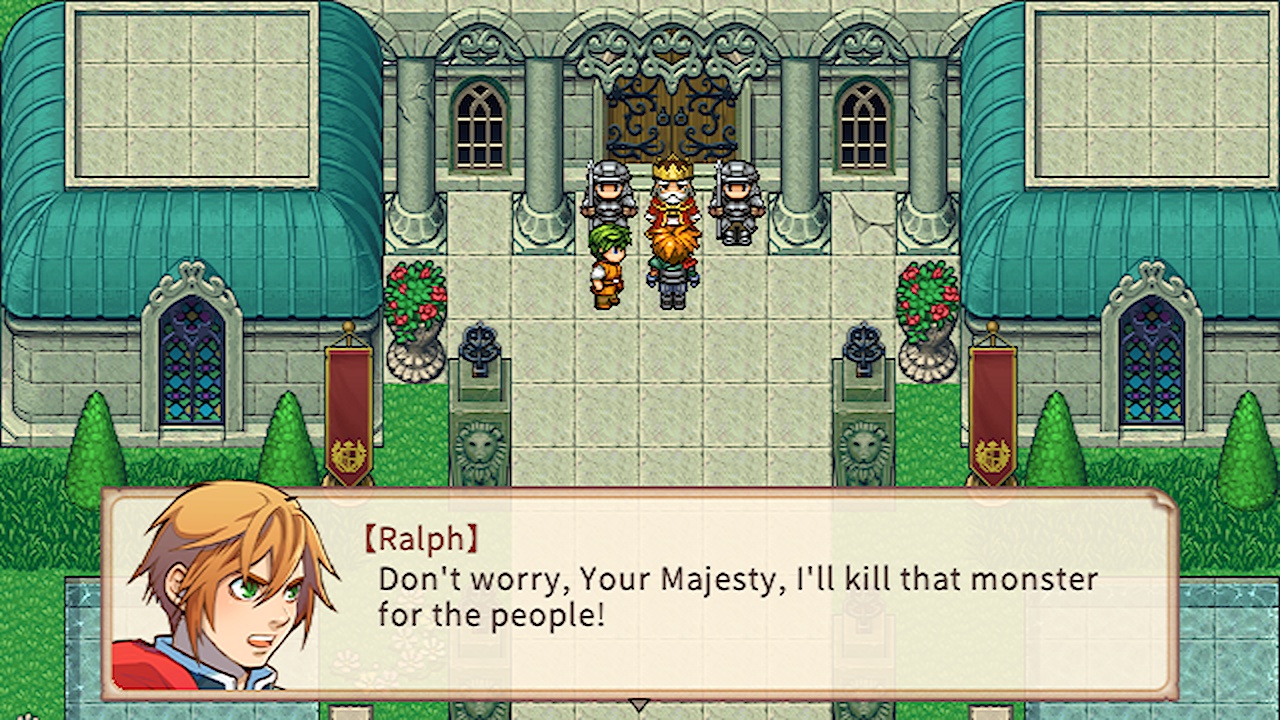 【Ralph】
Don't worry, Your Majesty, I'll kill that monster
for the people!